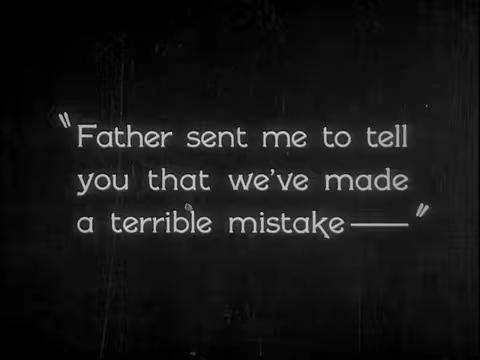 "Father sent me to tell
you that we've made
a terrible mistake——"